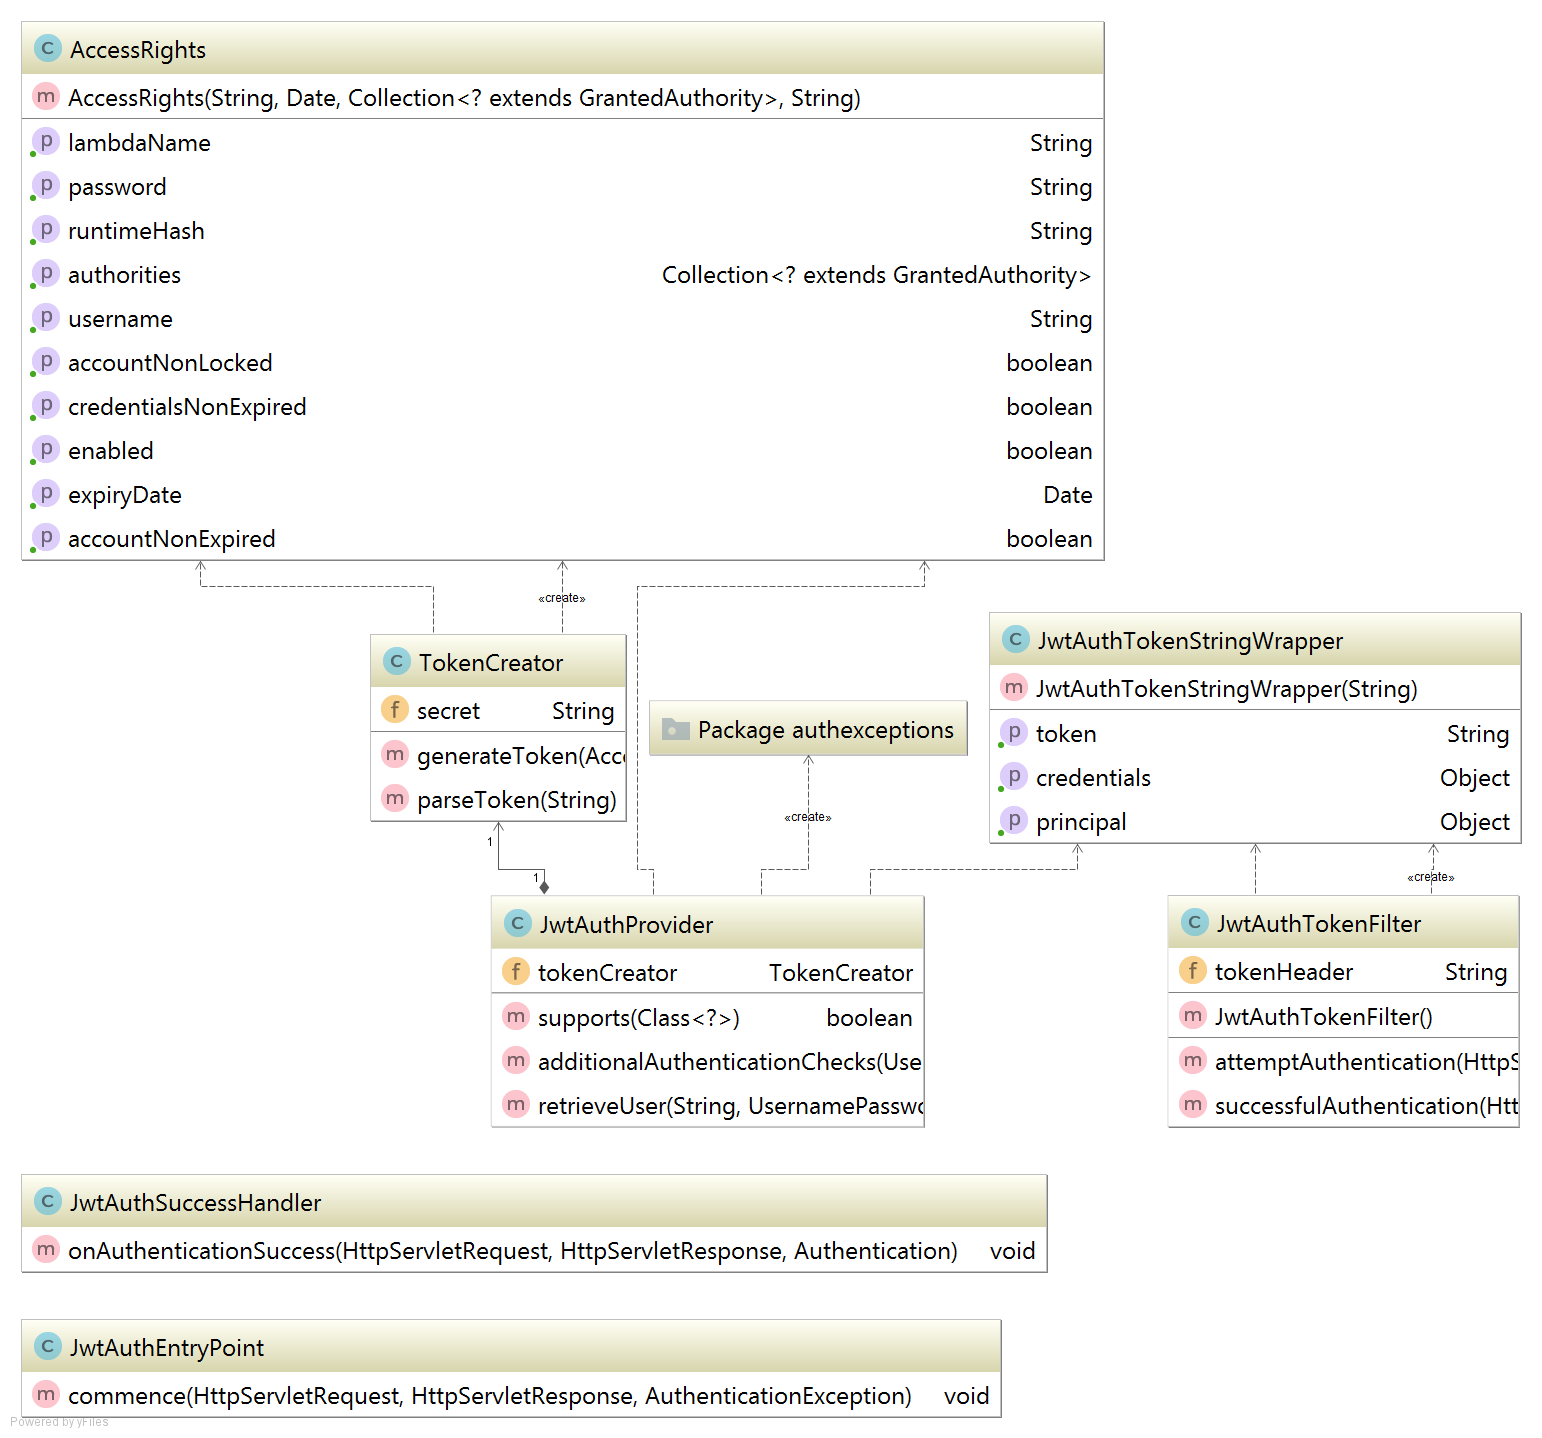 C AccessRights
m AccessRights(String, Date, Collection<? extends GrantedAuthority>, String)
p lambdaName String
p password String
p runtimeHash String
p authorities Collection<? extends GrantedAuthority>
p username String
p accountNonLocked boolean
p credentialsNonExpired boolean
p enabled boolean
p expiryDate Date
p accountNonExpired boolean
«create»
C TokenCreator
f secret String
m generateToken(Acce
m parseToken(String)
Package authexceptions
C JwtAuthTokenStringWrapper
m JwtAuthTokenStringWrapper(String)
p token String
p credentials Object
p principal Object
1
«create»
1
«create»
C JwtAuthProvider
f tokenCreator TokenCreator
m supports(Class<?>) boolean
m additionalAuthenticationChecks(Use
m retrieveUser(String, UsernamePasswo
C JwtAuthTokenFilter
f tokenHeader String
m JwtAuthTokenFilter()
m attemptAuthentication(HttpS
m successfulAuthentication(Htt
C JwtAuthSuccessHandler
m onAuthenticationSuccess(HttpServletRequest, HttpServletResponse, Authentication) void
C JwtAuthEntryPoint
m commence(HttpServletRequest, HttpServletResponse, AuthenticationException) void
Powered by yFiles